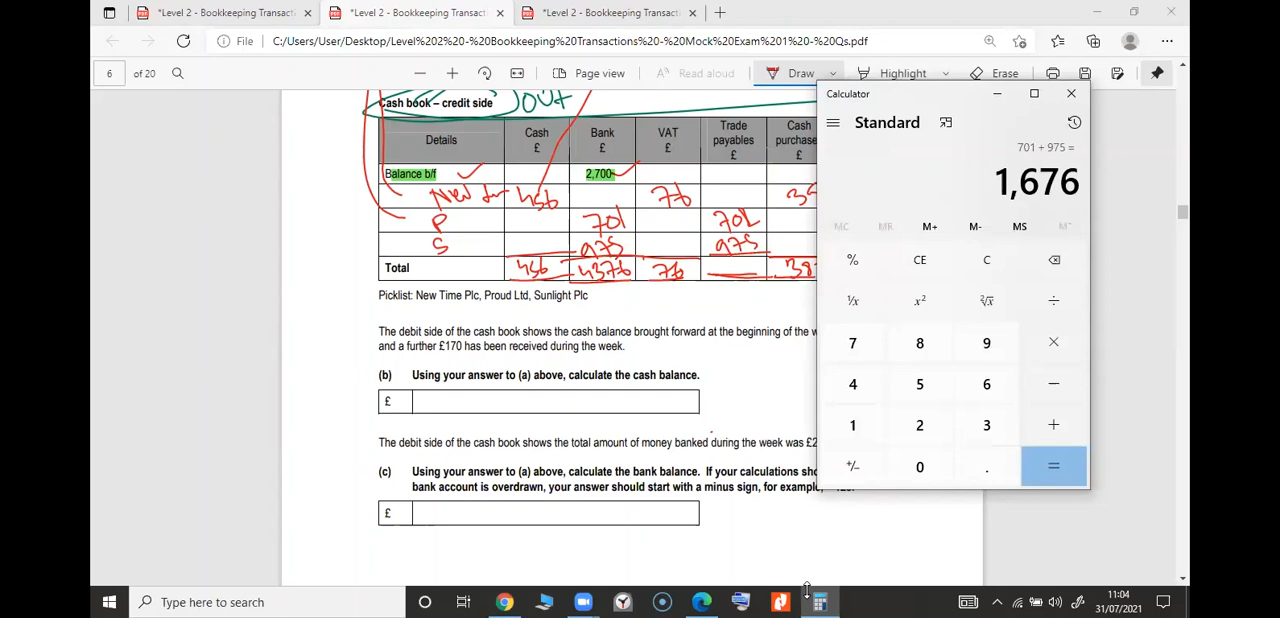 *Level 2 - Bookkeeping Transacti
*Level 2 - Bookkeeping Transacti
*Level 2 - Bookkeeping Transacti
File C:/Users/User/Desktop/Level%202%20-%20Bookkeeping%20Transactions%20-%20Mock%20Exam%201%20-%20Qs.pdf
6 of 20 Page view Read aloud Draw Highlight Erase
Cash book – credit side out
Details Cash £ Bank £ VAT £ Trade payables £ Cash purchase £
Balance b/f 2,700
New 456 76
P 701 701
S 975 975
Total 456 4376 76 38
Picklist: New Time Plc, Proud Ltd, Sunlight Plc
The debit side of the cash book shows the cash balance brought forward at the beginning of the w
and a further £170 has been received during the week.
(b) Using your answer to (a) above, calculate the cash balance.
£
The debit side of the cash book shows the total amount of money banked during the week was £2
(c) Using your answer to (a) above, calculate the bank balance. If your calculations sho
bank account is overdrawn, your answer should start with a minus sign, for example,
£
Calculator
Standard
701 + 975 =
1,676
MC MR M+ M- MS M˅
% CE C
¹/x x² ²√x ÷
7 8 9 ×
4 5 6 −
1 2 3 +
+/− 0 . =
Type here to search
11:04
31/07/2021